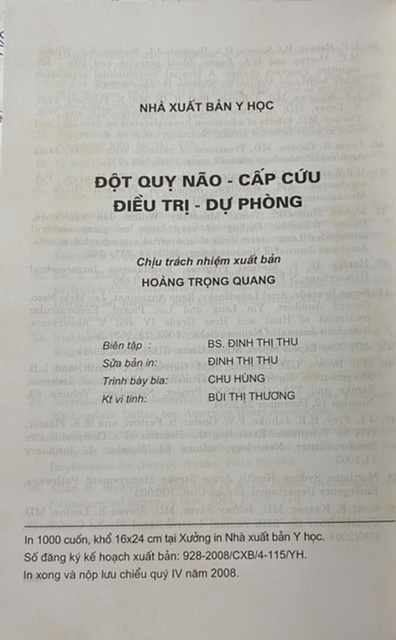 NHÀ XUẤT BẢN Y HỌC
ĐỘT QUỴ NÃO - CẤP CỨU
ĐIỀU TRỊ - DỰ PHÒNG
Chịu trách nhiệm xuất bản
HOÀNG TRỌNG QUANG
Biên tập : BS. ĐINH THỊ THU
Sửa bản in: ĐINH THỊ THU
Trình bày bìa: CHU HÙNG
Kt vi tính: BÙI THỊ THƯƠNG
In 1000 cuốn, khổ 16x24 cm tại Xưởng in Nhà xuất bản Y học.
Số đăng ký kế hoạch xuất bản: 928-2008/CXB/4-115/YH.
In xong và nộp lưu chiểu quý IV năm 2008.